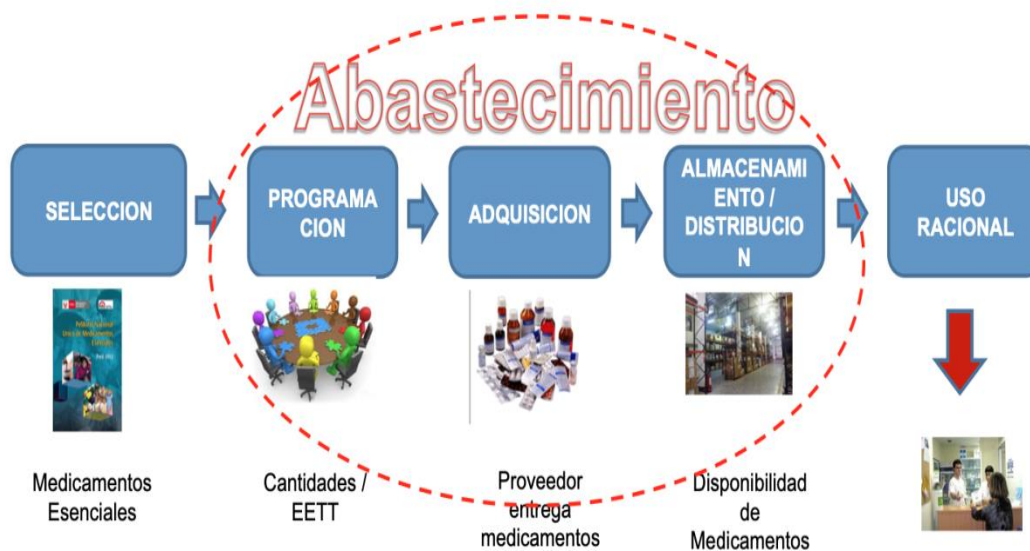 Abastecimiento
SELECCION
PROGRAMA
CION
ADQUISICION
ALMACENAMI
ENTO /
DISTRIBUCIO
N
USO
RACIONAL
Medicamentos
Esenciales
Cantidades /
EETT
Proveedor
entrega
medicamentos
Disponibilidad
de
Medicamentos